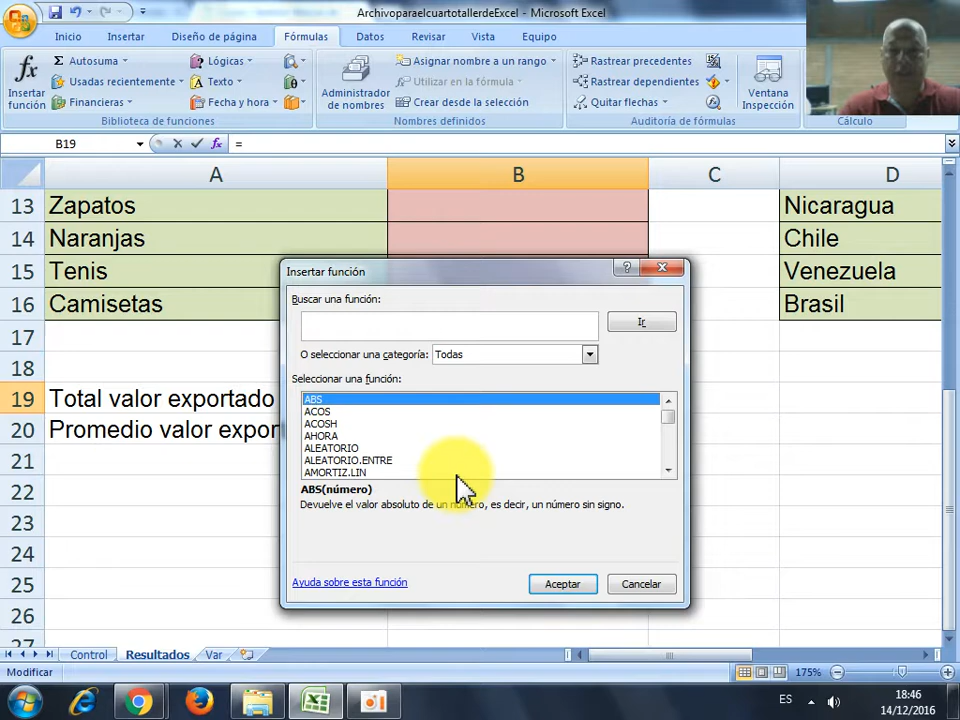 ArchivoparaelcuartotallerdeExcel - Microsoft Excel
Inicio
Insertar
Diseño de página
Fórmulas
Datos
Revisar
Vista
Equipo
fx
Insertar
función
Σ Autosuma
Usadas recientemente
Financieras
Lógicas
Texto
Fecha y hora
Biblioteca de funciones
Administrador
de nombres
Asignar nombre a un rango
Utilizar en la fórmula
Crear desde la selección
Nombres definidos
Rastrear precedentes
Rastrear dependientes
Quitar flechas
Auditoría de fórmulas
Ventana
Inspección
Cálculo
B19
fx
=
A
B
C
D
13
Zapatos
Nicaragua
14
Naranjas
Chile
15
Tenis
Venezuela
16
Camisetas
Brasil
17
18
19
Total valor exportado
20
Promedio valor expor
21
22
23
24
25
26
27
Insertar función
Buscar una función:
Ir
O seleccionar una categoría:
Todas
Seleccionar una función:
ABS
ACOS
ACOSH
AHORA
ALEATORIO
ALEATORIO.ENTRE
AMORTIZ.LIN
ABS(número)
Devuelve el valor absoluto de un número, es decir, un número sin signo.
Ayuda sobre esta función
Aceptar
Cancelar
Control
Resultados
Var
Modificar
175%
ES
18:46
14/12/2016